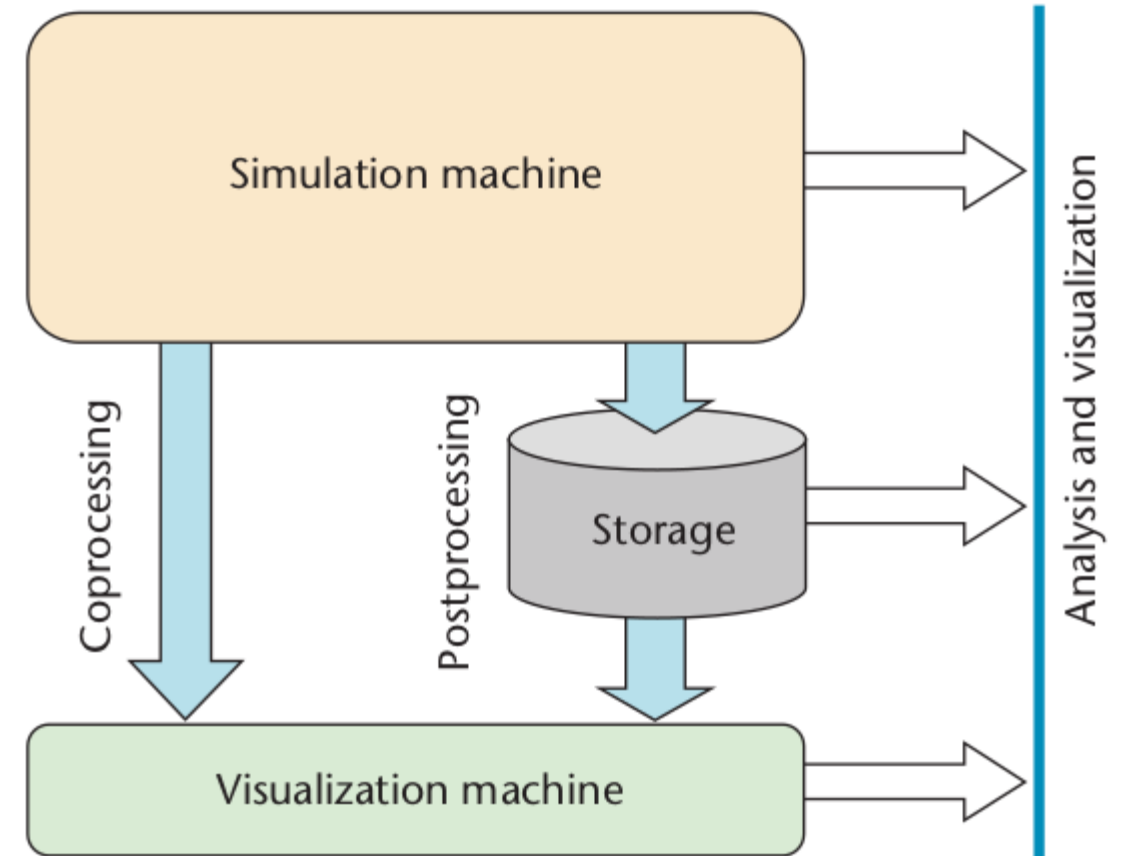 Simulation machine
Coprocessing
Postprocessing
Storage
Visualization machine
Analysis and visualization